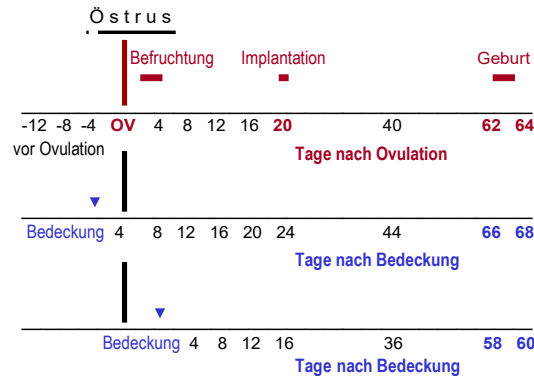 Östrus
Befruchtung Implantation Geburt
-12 -8 -4 OV 4 8 12 16 20 40 62 64
vor Ovulation Tage nach Ovulation
Bedeckung 4 8 12 16 20 24 44 66 68
Tage nach Bedeckung
Bedeckung 4 8 12 16 36 58 60
Tage nach Bedeckung